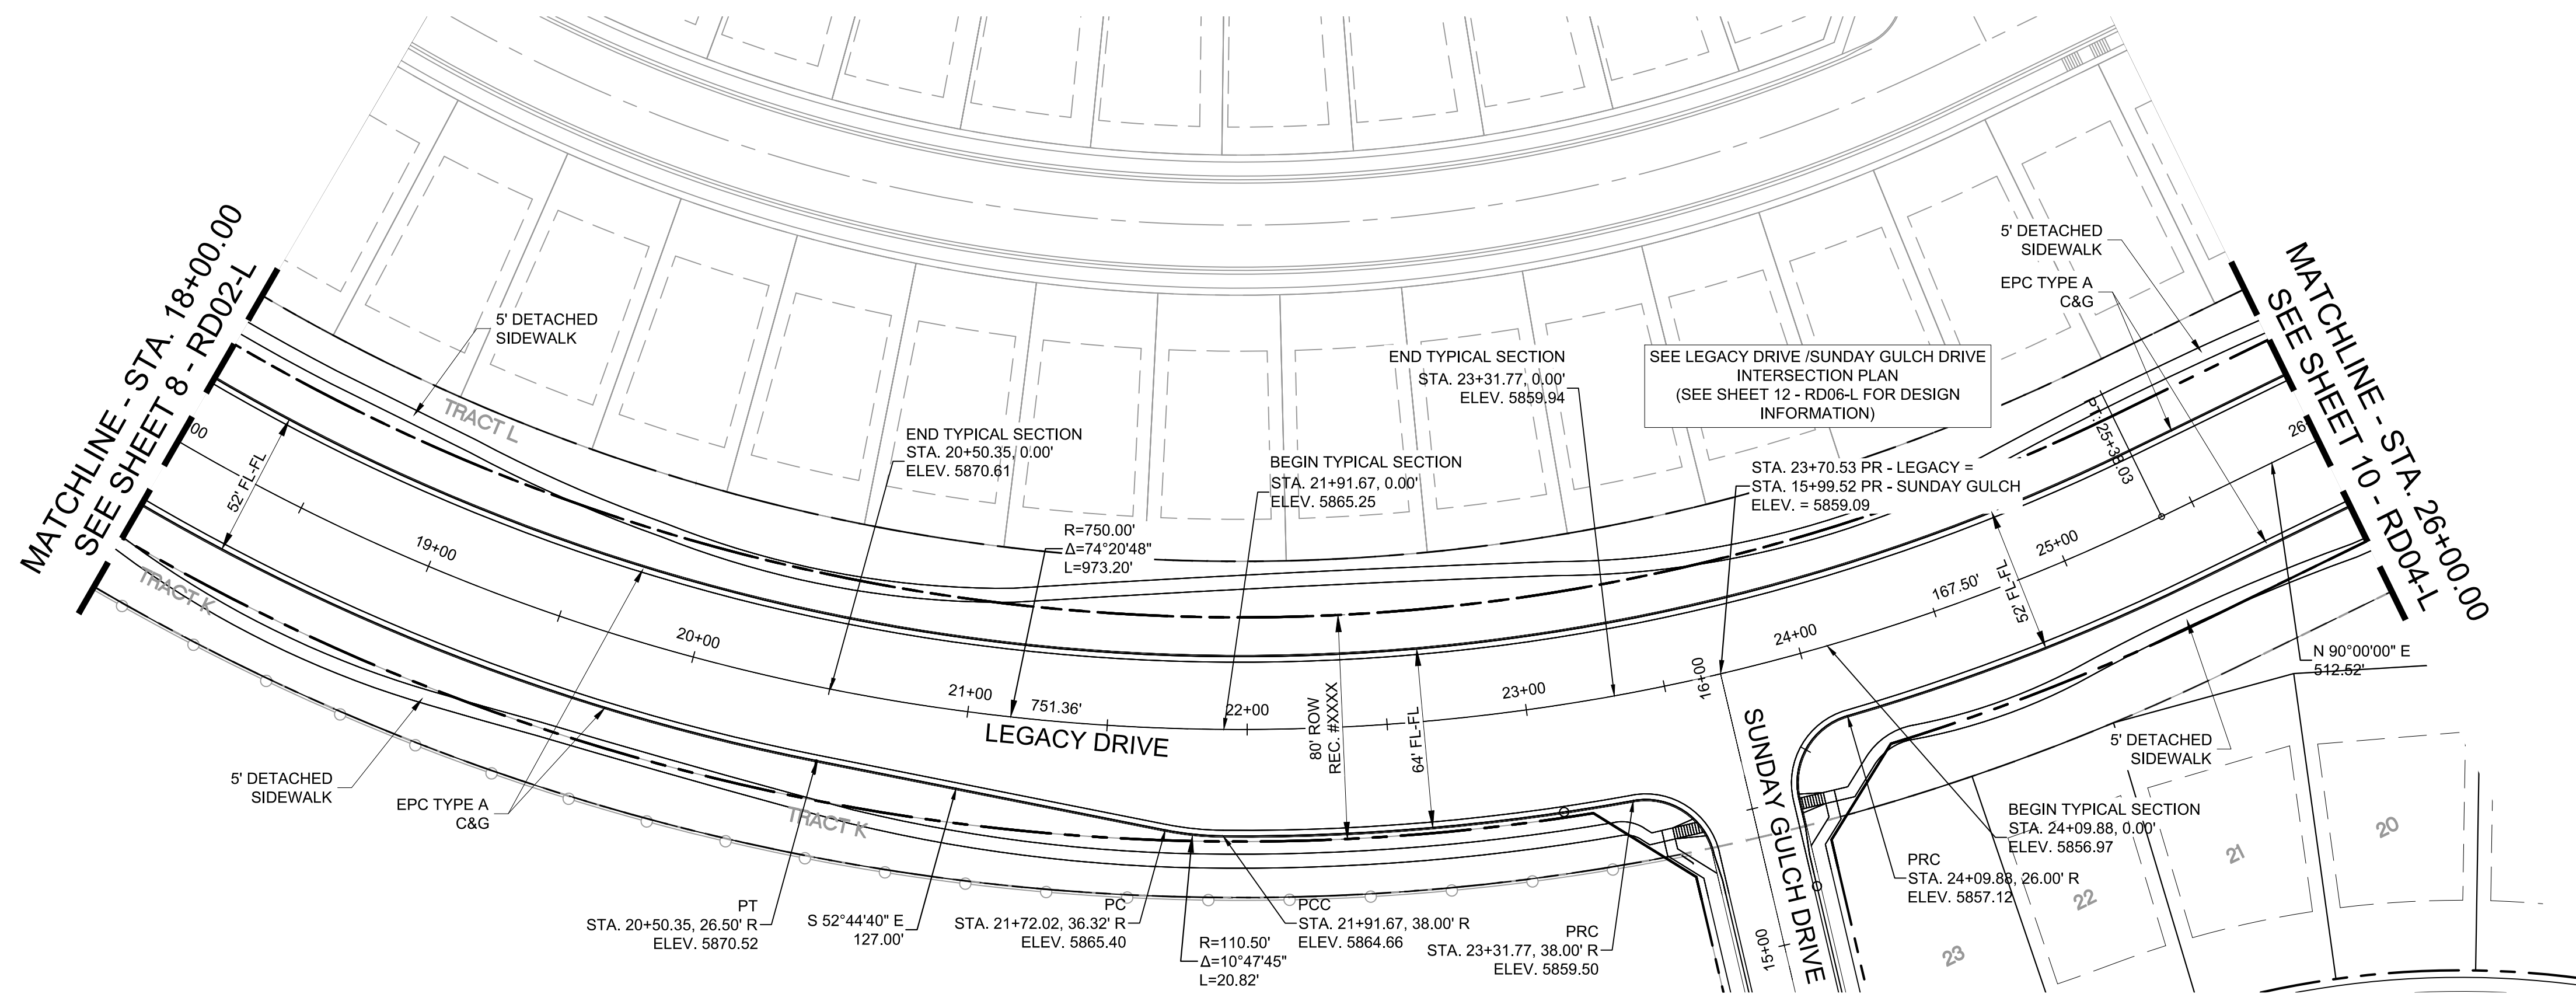 MATCHLINE - STA. 18+00.00
SEE SHEET 8 - RD02-L
5' DETACHED
SIDEWALK
TRACT L
00
52' FL-FL
19+00
TRACT K
END TYPICAL SECTION
STA. 20+50.35, 0.00'
ELEV. 5870.61
R=750.00'
Δ=74°20'48"
L=973.20'
BEGIN TYPICAL SECTION
STA. 21+91.67, 0.00'
ELEV. 5865.25
END TYPICAL SECTION
STA. 23+31.77, 0.00'
ELEV. 5859.94
SEE LEGACY DRIVE /SUNDAY GULCH DRIVE
INTERSECTION PLAN
(SEE SHEET 12 - RD06-L FOR DESIGN
INFORMATION)
STA. 23+70.53 PR - LEGACY =
STA. 15+99.52 PR - SUNDAY GULCH
ELEV. = 5859.09
5' DETACHED
SIDEWALK
EPC TYPE A
C&G
PT: 25+38.03
26
MATCHLINE - STA. 26+00.00
SEE SHEET 10 - RD04-L
20+00
21+00
751.36'
22+00
23+00
16+00
24+00
167.50'
52' FL-FL
25+00
LEGACY DRIVE
80' ROW
REC. #XXXX
64' FL-FL
SUNDAY GULCH DRIVE
15+00
N 90°00'00" E
512.52'
5' DETACHED
SIDEWALK
5' DETACHED
SIDEWALK
EPC TYPE A
C&G
TRACT K
PT
STA. 20+50.35, 26.50' R
ELEV. 5870.52
S 52°44'40" E
127.00'
PC
STA. 21+72.02, 36.32' R
ELEV. 5865.40
R=110.50'
Δ=10°47'45"
L=20.82'
PCC
STA. 21+91.67, 38.00' R
ELEV. 5864.66
PRC
STA. 23+31.77, 38.00' R
ELEV. 5859.50
PRC
STA. 24+09.88, 26.00' R
ELEV. 5857.12
BEGIN TYPICAL SECTION
STA. 24+09.88, 0.00'
ELEV. 5856.97
20
21
22
23